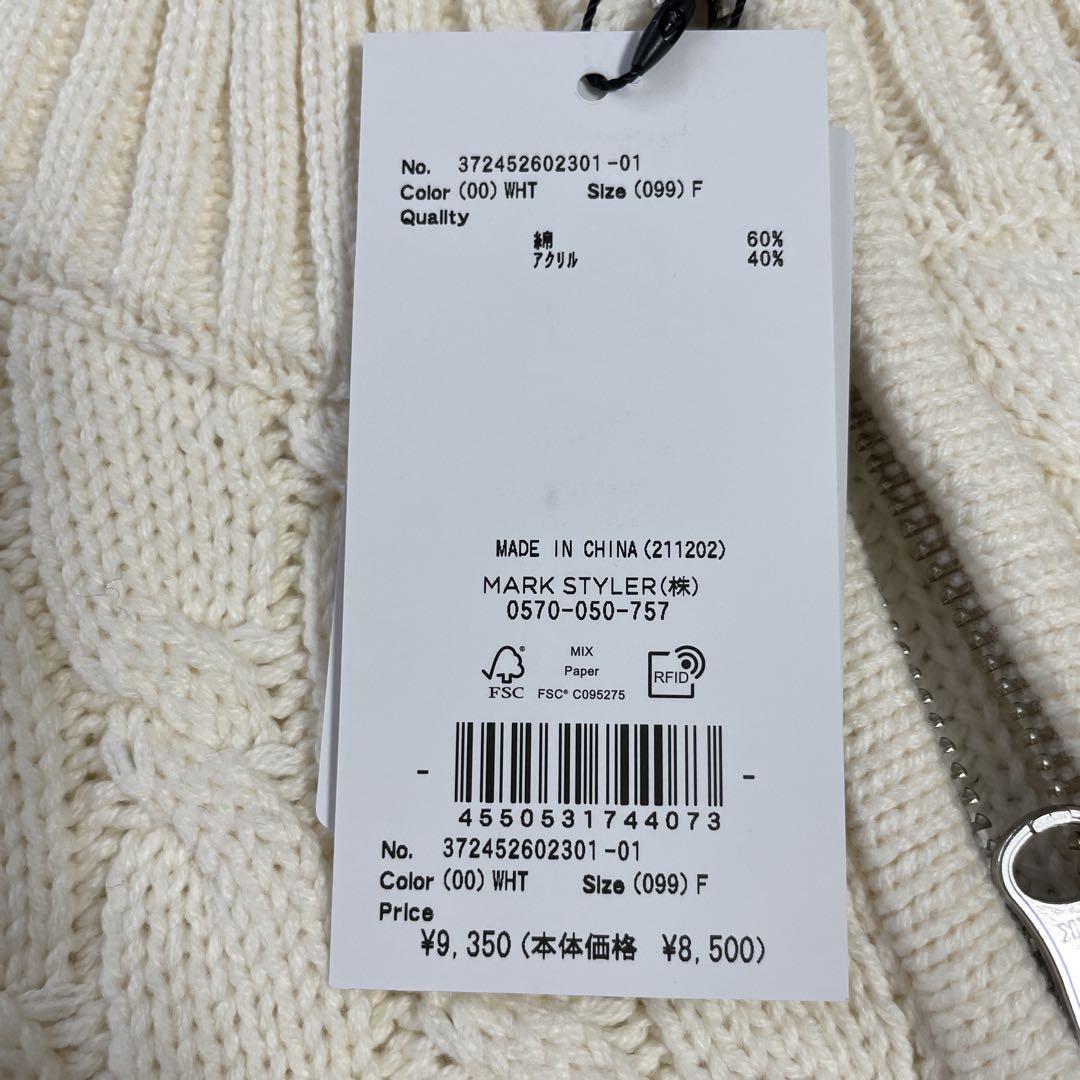 No. 372452602301-01
Color (00) WHT Size (099) F
Quality
綿 60%
アクリル 40%
MADE IN CHINA (211202)
MARK STYLER(株)
0570-050-757
MIX
Paper
FSC® C095275
FSC
RFID
4550531744073
No. 372452602301-01
Color (00) WHT Size (099) F
Price
¥9,350 (本体価格 ¥8,500)